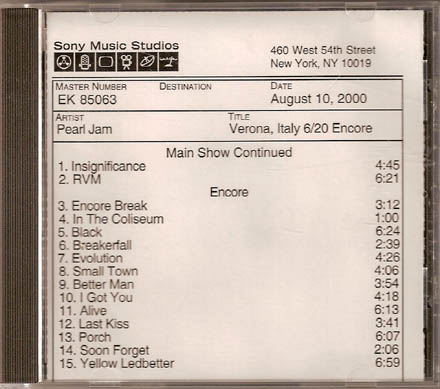 Sony Music Studios
460 West 54th Street
New York, NY 10019
MASTER NUMBER DESTINATION DATE
EK 85063 August 10, 2000
ARTIST TITLE
Pearl Jam Verona, Italy 6/20 Encore
Main Show Continued
1. Insignificance 4:45
2. RVM 6:21
Encore
3. Encore Break 3:12
4. In The Coliseum 1:00
5. Black 6:24
6. Breakerfall 2:39
7. Evolution 4:26
8. Small Town 4:06
9. Better Man 3:54
10. I Got You 4:18
11. Alive 6:13
12. Last Kiss 3:41
13. Porch 6:07
14. Soon Forget 2:06
15. Yellow Ledbetter 6:59